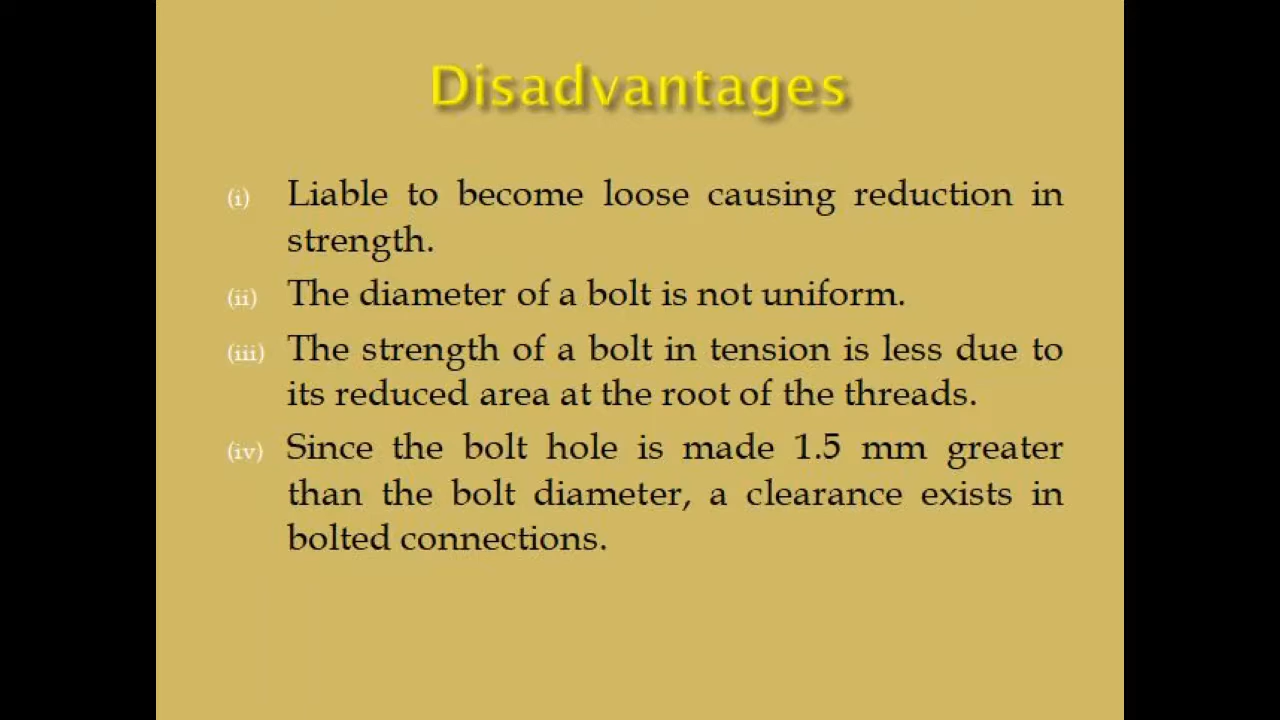 Disadvantages
(i) Liable to become loose causing reduction in
strength.
(ii) The diameter of a bolt is not uniform.
(iii) The strength of a bolt in tension is less due to
its reduced area at the root of the threads.
(iv) Since the bolt hole is made 1.5 mm greater
than the bolt diameter, a clearance exists in
bolted connections.